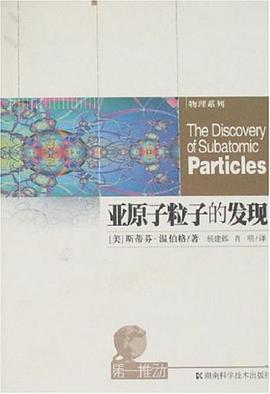 物理系列
The Discovery
of Subatomic
Particles
亚原子粒子的发现
[美]斯蒂芬·温伯格/著 杨建邺 肖明/译
第一推动
湖南科学技术出版社